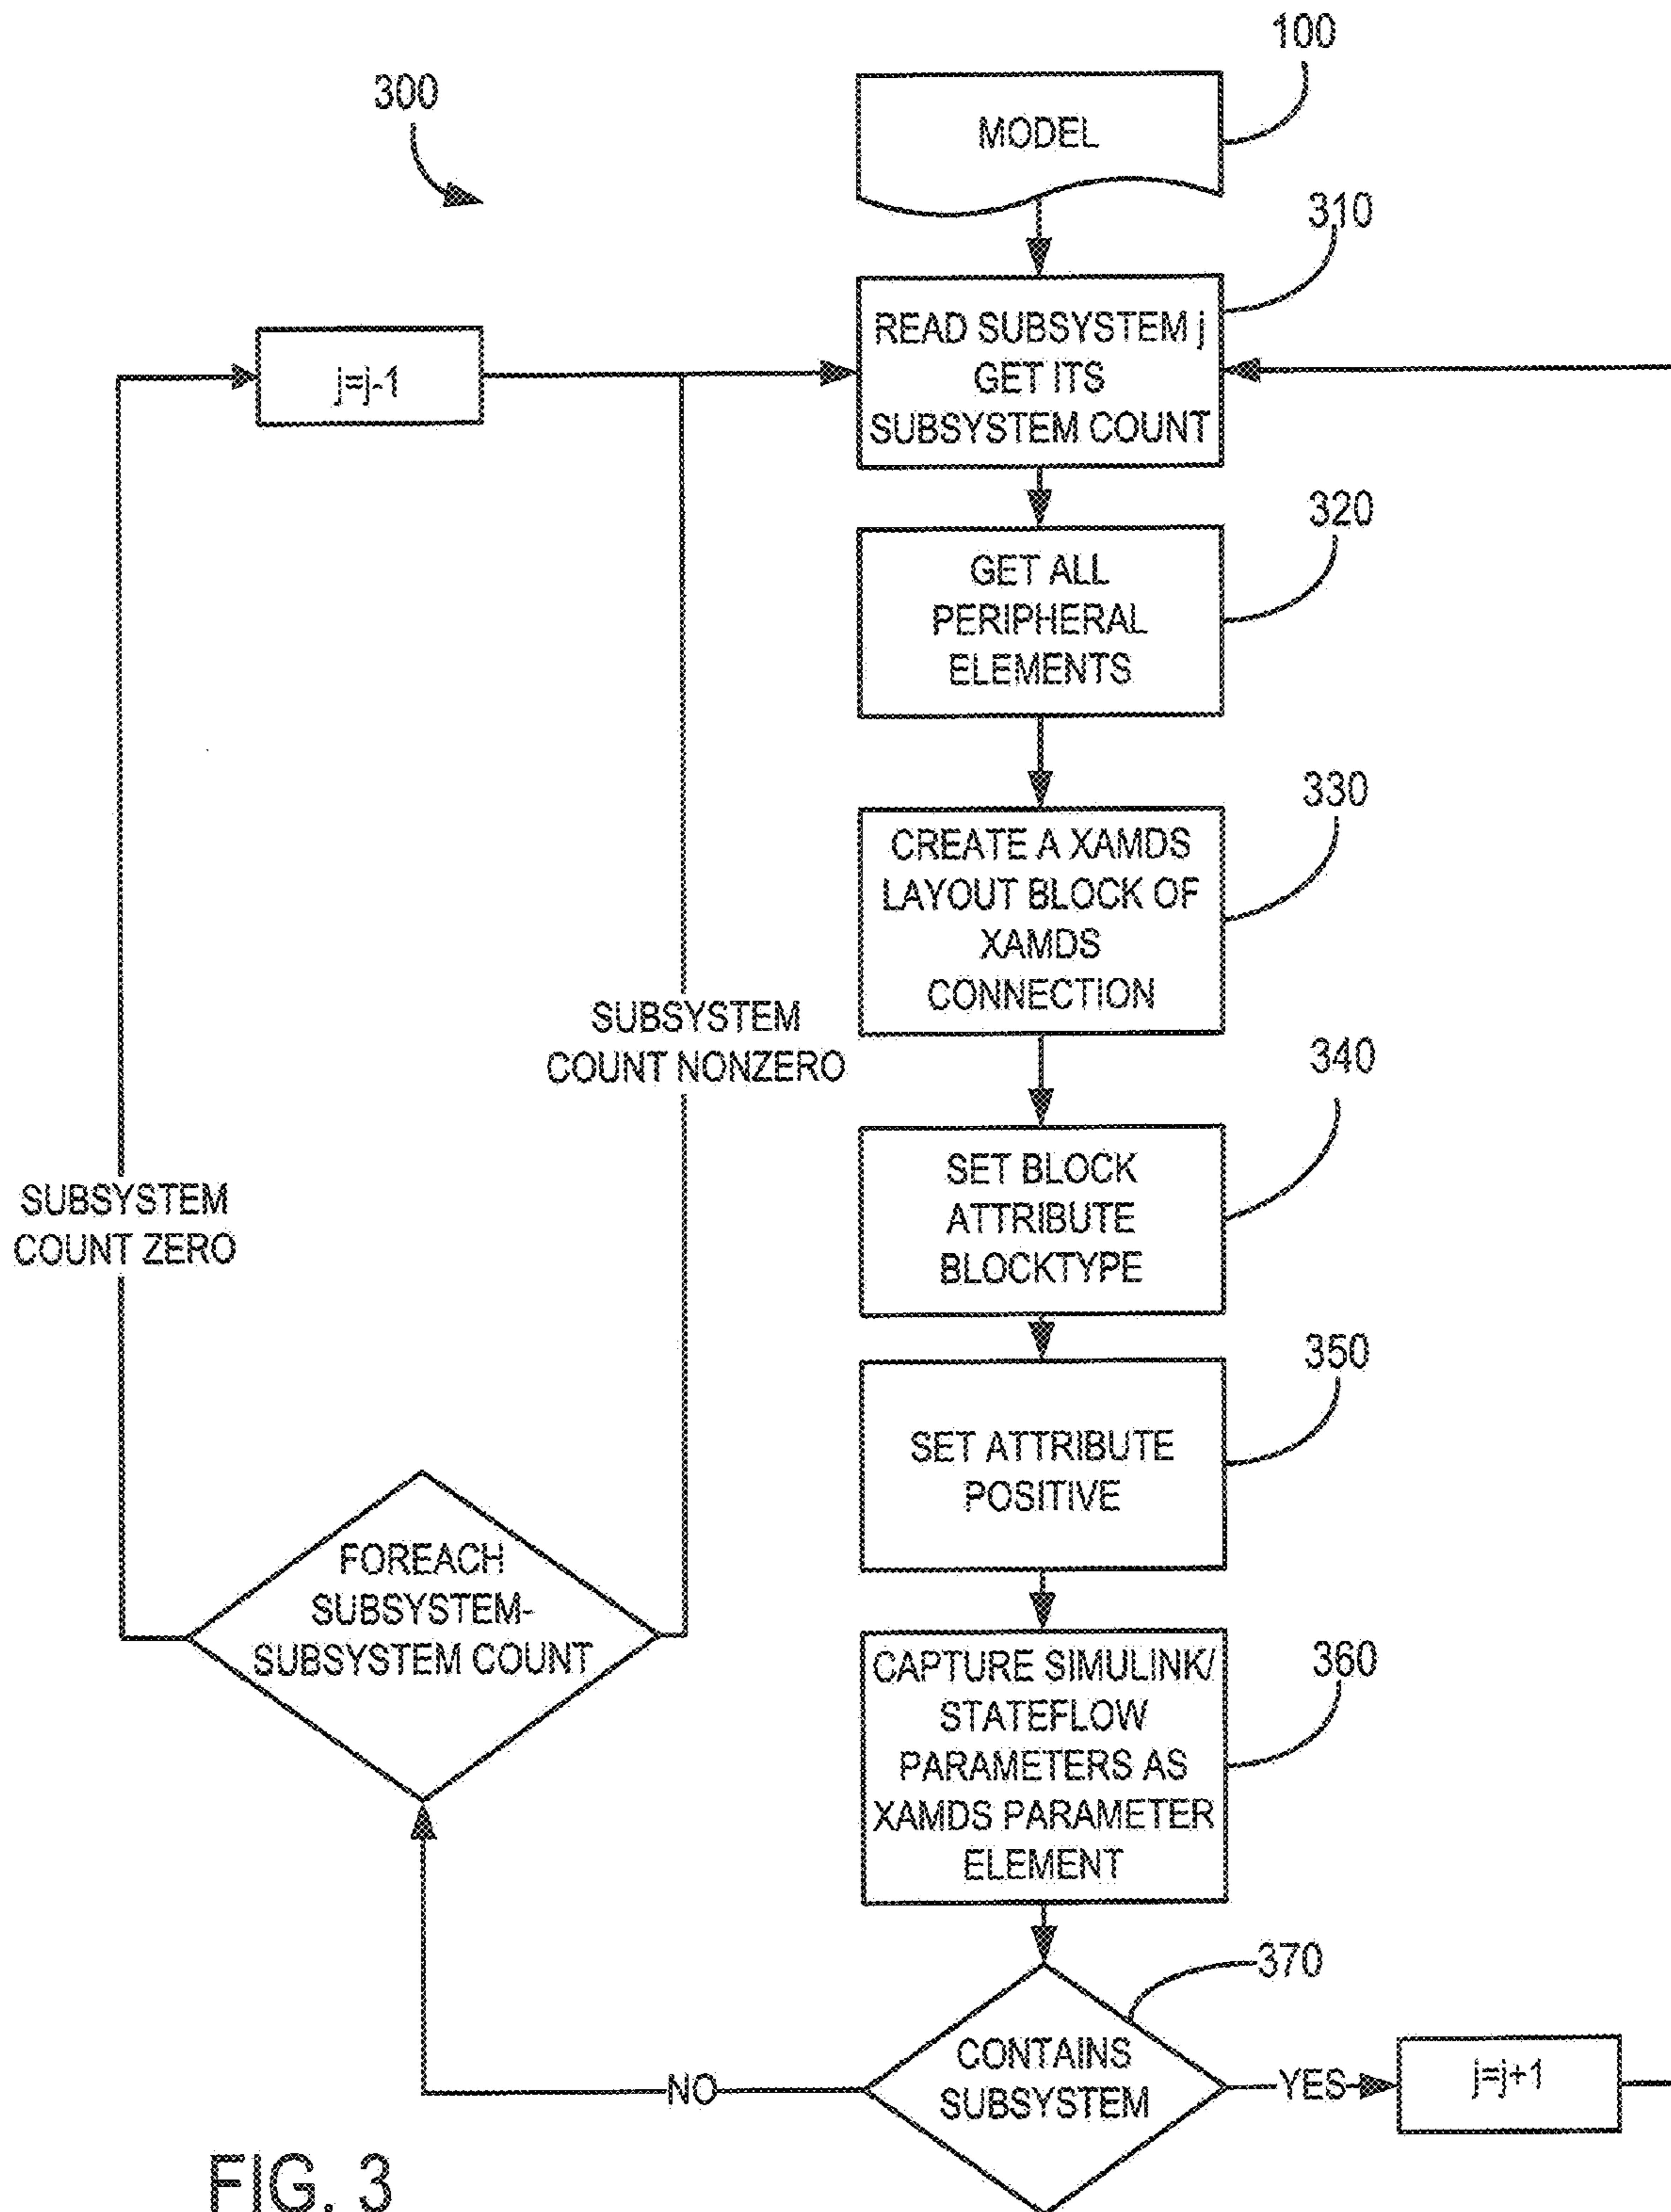 100
300
MODEL
310
READ SUBSYSTEM j
GET ITS
SUBSYSTEM COUNT
j=j-1
320
GET ALL
PERIPHERAL
ELEMENTS
330
CREATE A XAMDS
LAYOUT BLOCK OF
XAMDS
CONNECTION
SUBSYSTEM
COUNT NONZERO
340
SET BLOCK
ATTRIBUTE
BLOCKTYPE
SUBSYSTEM
COUNT ZERO
350
SET ATTRIBUTE
POSITIVE
FOREACH
SUBSYSTEM-
SUBSYSTEM COUNT
360
CAPTURE SIMULINK/
STATEFLOW
PARAMETERS AS
XAMDS PARAMETER
ELEMENT
370
CONTAINS
SUBSYSTEM
NO
YES
j=j+1
FIG. 3